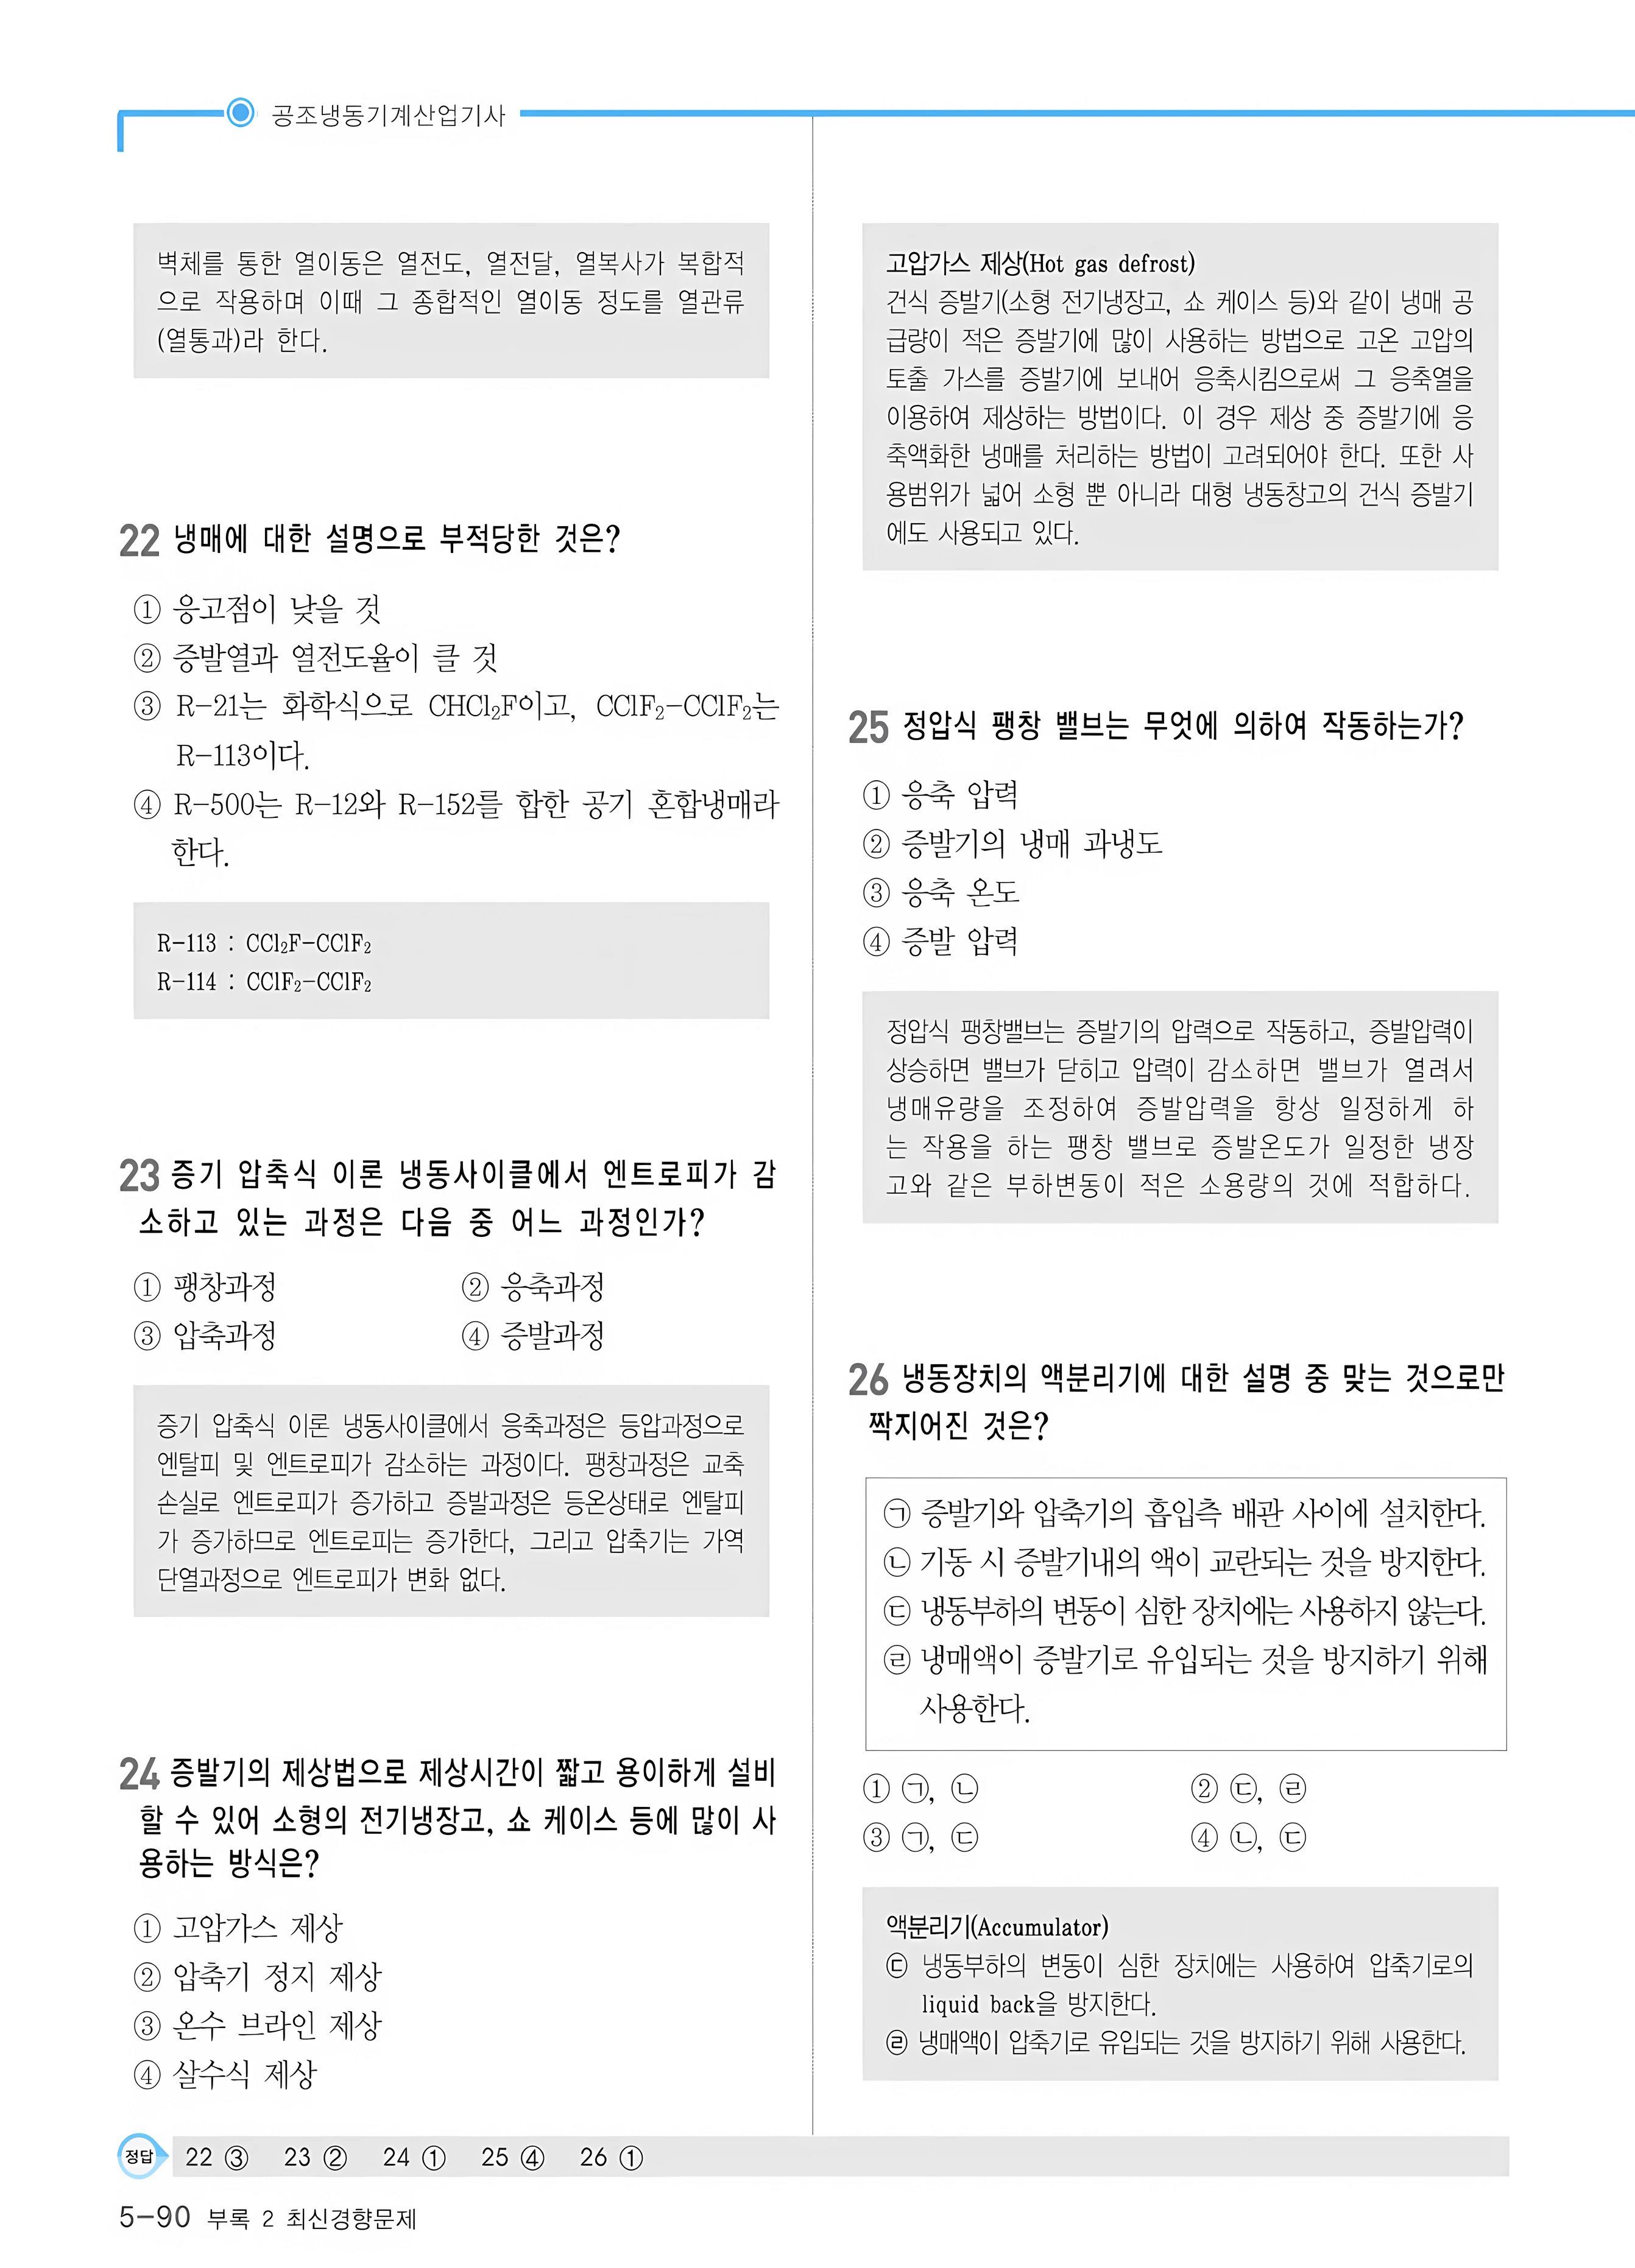 공조냉동기계산업기사
벽체를 통한 열이동은 열전도, 열전달, 열복사가 복합적
으로 작용하며 이때 그 종합적인 열이동 정도를 열관류
(열통과)라 한다.
22 냉매에 대한 설명으로 부적당한 것은?
① 응고점이 낮을 것
② 증발열과 열전도율이 클 것
③ R-21는 화학식으로 CHCl₂F이고, CClF₂-CClF₂는
R-113이다.
④ R-500는 R-12와 R-152를 합한 공기 혼합냉매라
한다.
R-113 : CCl₂F-CClF₂
R-114 : CClF₂-CClF₂
23 증기 압축식 이론 냉동사이클에서 엔트로피가 감
소하고 있는 과정은 다음 중 어느 과정인가?
① 팽창과정 ② 응축과정
③ 압축과정 ④ 증발과정
증기 압축식 이론 냉동사이클에서 응축과정은 등압과정으로
엔탈피 및 엔트로피가 감소하는 과정이다. 팽창과정은 교축
손실로 엔트로피가 증가하고 증발과정은 등온상태로 엔탈피
가 증가하므로 엔트로피는 증가한다, 그리고 압축기는 가역
단열과정으로 엔트로피가 변화 없다.
24 증발기의 제상법으로 제상시간이 짧고 용이하게 설비
할 수 있어 소형의 전기냉장고, 쇼 케이스 등에 많이 사
용하는 방식은?
① 고압가스 제상
② 압축기 정지 제상
③ 온수 브라인 제상
④ 살수식 제상
고압가스 제상(Hot gas defrost)
건식 증발기(소형 전기냉장고, 쇼 케이스 등)와 같이 냉매 공
급량이 적은 증발기에 많이 사용하는 방법으로 고온 고압의
토출 가스를 증발기에 보내어 응축시킴으로써 그 응축열을
이용하여 제상하는 방법이다. 이 경우 제상 중 증발기에 응
축액화한 냉매를 처리하는 방법이 고려되어야 한다. 또한 사
용범위가 넓어 소형 뿐 아니라 대형 냉동창고의 건식 증발기
에도 사용되고 있다.
25 정압식 팽창 밸브는 무엇에 의하여 작동하는가?
① 응축 압력
② 증발기의 냉매 과냉도
③ 응축 온도
④ 증발 압력
정압식 팽창밸브는 증발기의 압력으로 작동하고, 증발압력이
상승하면 밸브가 닫히고 압력이 감소하면 밸브가 열려서
냉매유량을 조정하여 증발압력을 항상 일정하게 하
는 작용을 하는 팽창 밸브로 증발온도가 일정한 냉장
고와 같은 부하변동이 적은 소용량의 것에 적합하다.
26 냉동장치의 액분리기에 대한 설명 중 맞는 것으로만
짝지어진 것은?
㉠ 증발기와 압축기의 흡입측 배관 사이에 설치한다.
㉡ 기동 시 증발기내의 액이 교란되는 것을 방지한다.
㉢ 냉동부하의 변동이 심한 장치에는 사용하지 않는다.
㉣ 냉매액이 증발기로 유입되는 것을 방지하기 위해
사용한다.
① ㉠, ㉡ ② ㉢, ㉣
③ ㉠, ㉢ ④ ㉡, ㉢
액분리기(Accumulator)
㉢ 냉동부하의 변동이 심한 장치에는 사용하여 압축기로의
liquid back을 방지한다.
㉣ 냉매액이 압축기로 유입되는 것을 방지하기 위해 사용한다.
정답 22 ③ 23 ② 24 ① 25 ④ 26 ①
5-90 부록 2 최신경향문제